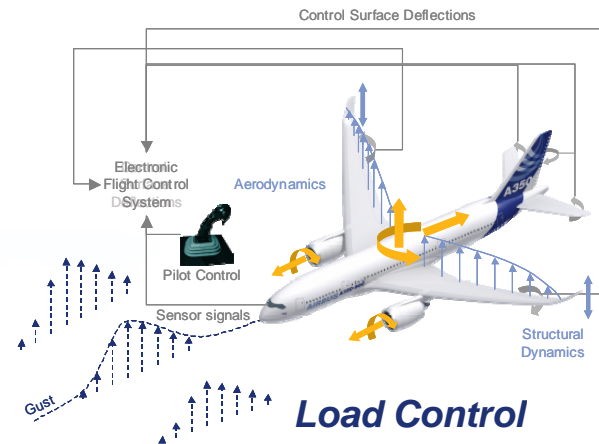 Control Surface Deflections
Electronic
Flight Control
System
Aerodynamics
A350
Pilot Control
Sensor signals
Structural
Dynamics
Gust
Load Control